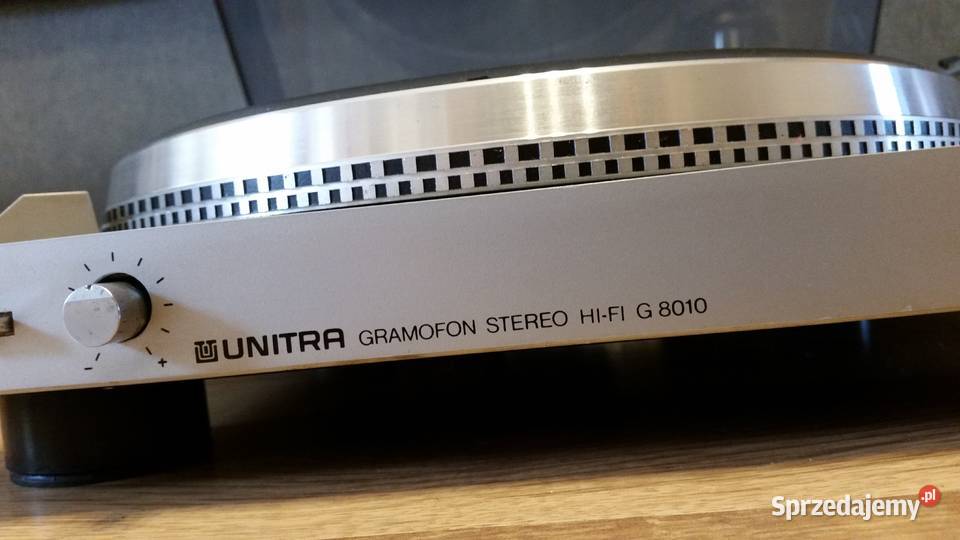 UNITRA GRAMOFON STEREO HI-FI G 8010
- +
Sprzedajemy.pl